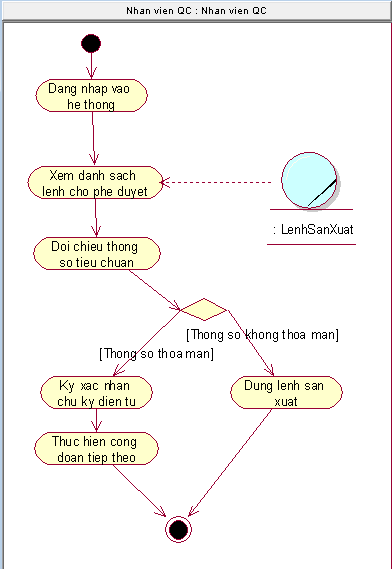 Nhan vien QC : Nhan vien QC
Dang nhap vao
he thong
Xem danh sach
lenh cho phe duyet
: LenhSanXuat
Doi chieu thong
so tieu chuan
[Thong so khong thoa man]
[Thong so thoa man]
Ky xac nhan
chu ky dien tu
Dung lenh san
xuat
Thuc hien cong
doan tiep theo